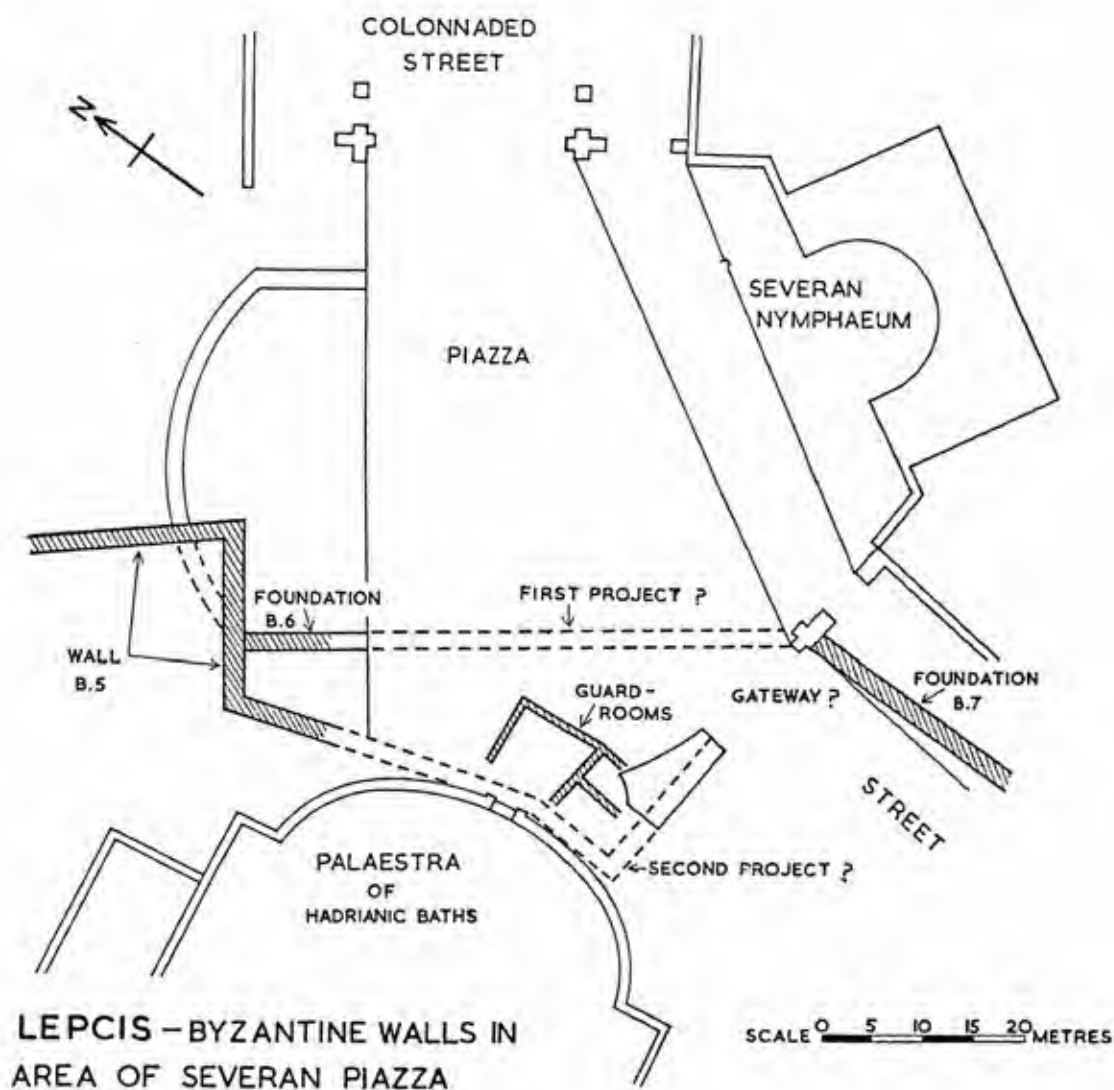 COLONNADED
STREET
N
SEVERAN
NYMPHAEUM
PIAZZA
FOUNDATION
B.6
FIRST PROJECT ?
WALL
B.5
GUARD-
ROOMS
GATEWAY ?
FOUNDATION
B.7
STREET
SECOND PROJECT ?
PALAESTRA
OF
HADRIANIC BATHS
LEPCIS – BYZANTINE WALLS IN
AREA OF SEVERAN PIAZZA
SCALE 0 5 10 15 20 METRES